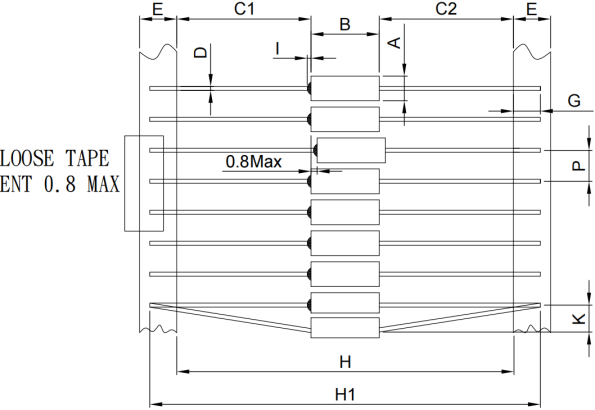 E C1 B C2 E
I A
D
G
LOOSE TAPE
0.8Max
P
ENT 0.8 MAX
K
H
H1